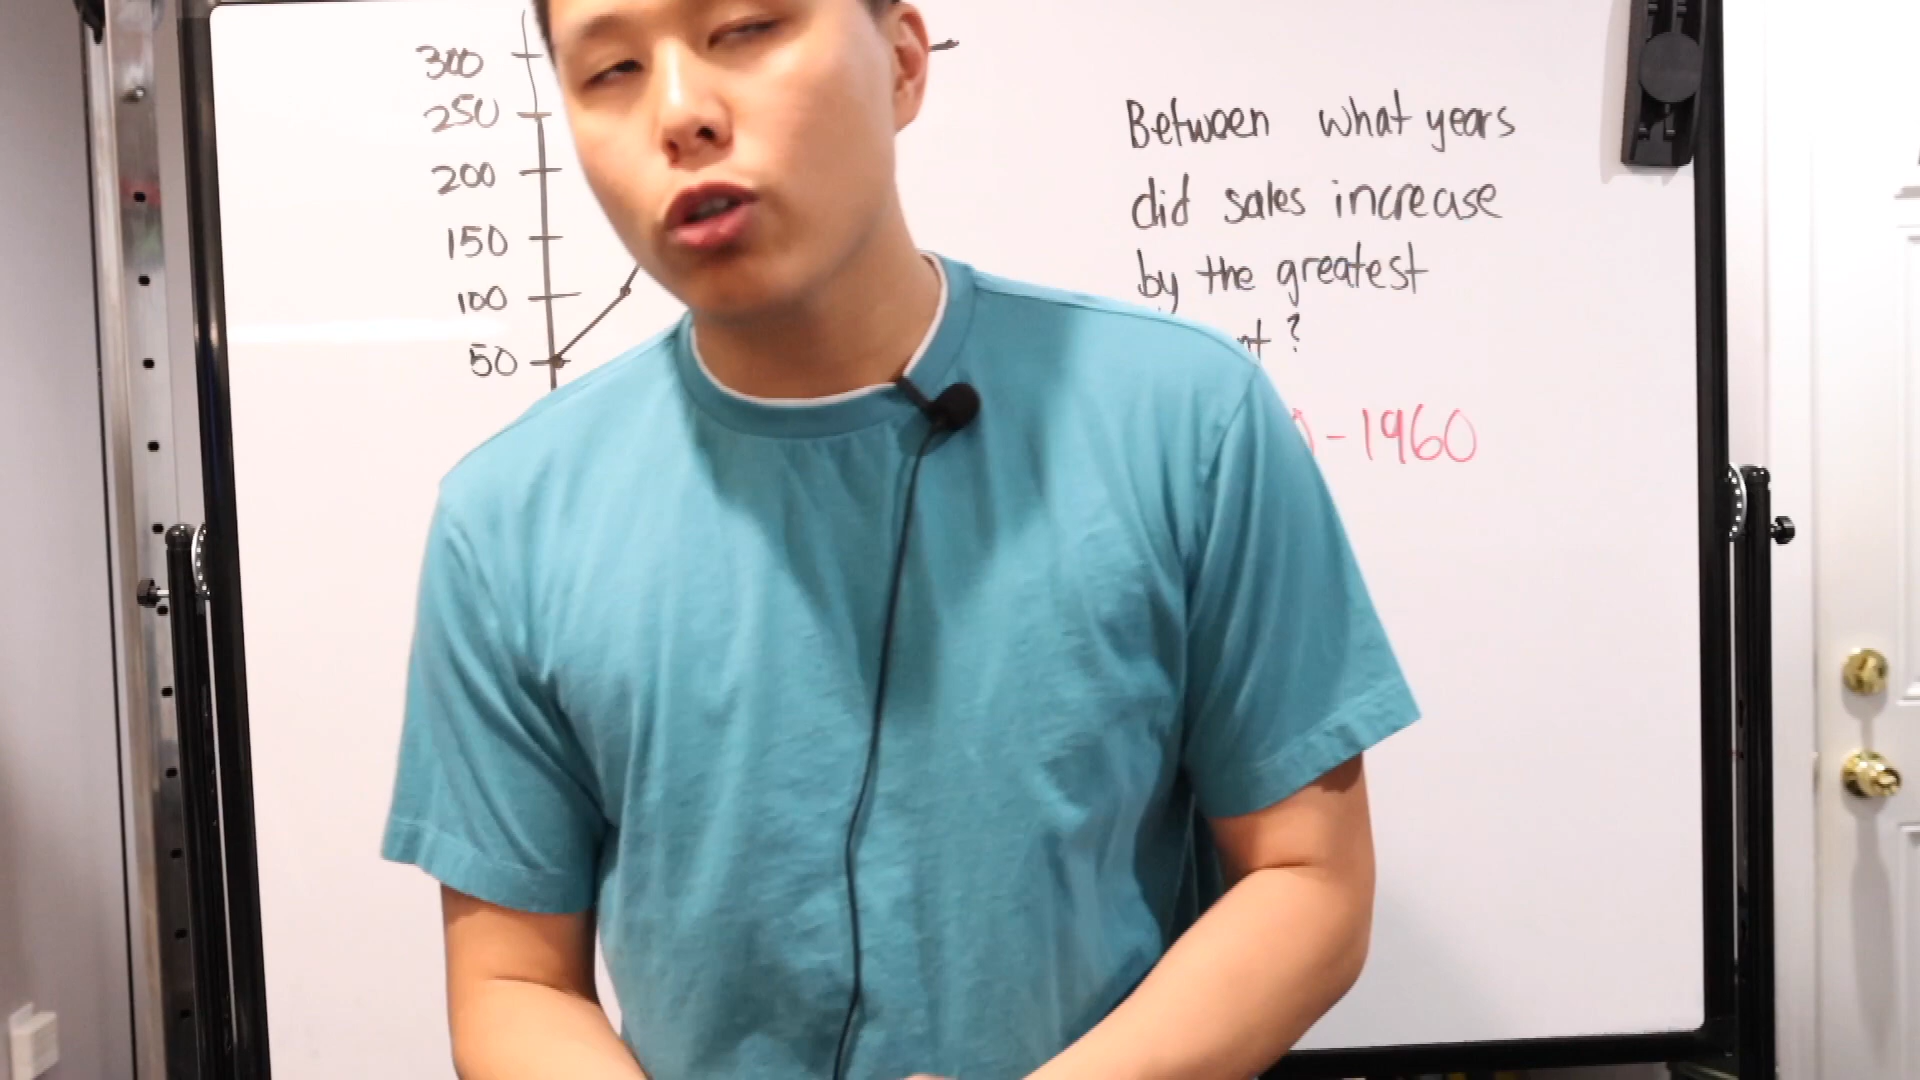 300
250
200
150
100
50
Between what years
did sales increase
by the greatest
?
-1960